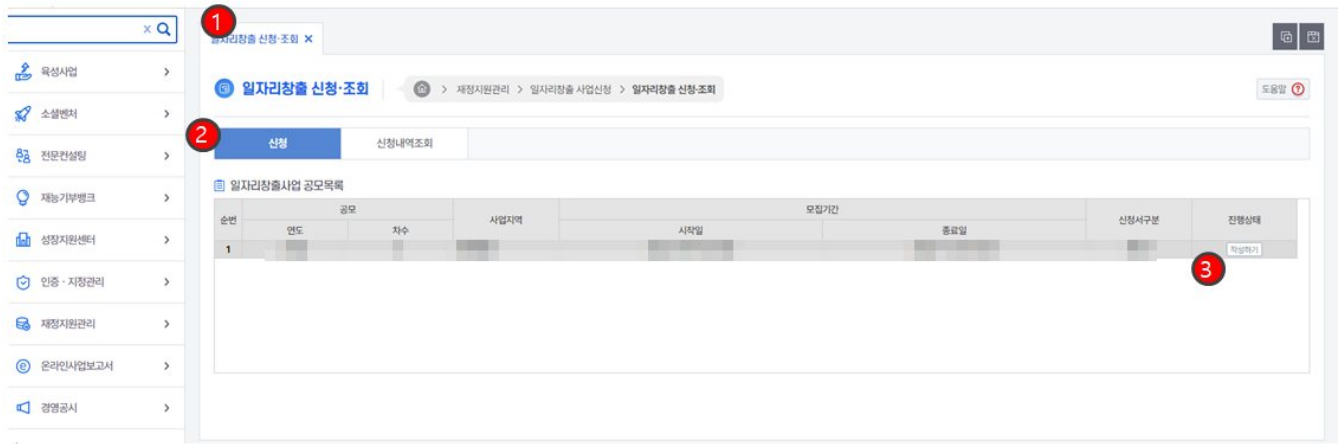 x
1
일자리창출 신청·조회 ×
육성사업 >
소셜벤처 >
전문컨설팅 >
재능기부뱅크 >
성장지원센터 >
인증·지정관리 >
재정지원관리 >
온라인사업보고서 >
경영공시 >
일자리창출 신청·조회
> 재정지원관리 > 일자리창출 사업신청 > 일자리창출 신청·조회
도움말 ?
2
신청 신청내역조회
일자리창출사업 공모목록
순번 공모 사업지역 모집기간 신청서구분 진행상태
연도 차수 시작일 종료일
1 작성하기
3